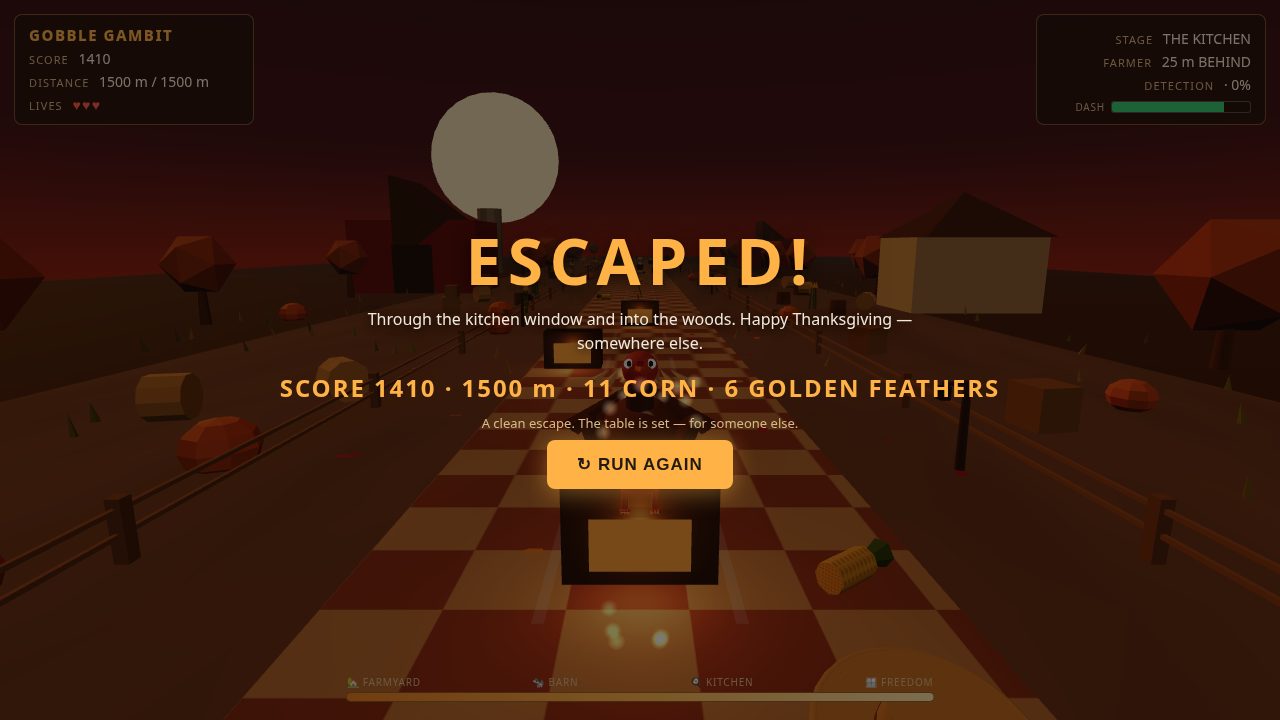 GOBBLE GAMBIT
SCORE 1410
DISTANCE 1500 m / 1500 m
LIVES ♥♥♥
STAGE THE KITCHEN
FARMER 25 m BEHIND
DETECTION · 0%
DASH
ESCAPED!
Through the kitchen window and into the woods. Happy Thanksgiving —
somewhere else.
SCORE 1410 · 1500 m · 11 CORN · 6 GOLDEN FEATHERS
A clean escape. The table is set — for someone else.
↻ RUN AGAIN
FARMYARD BARN KITCHEN FREEDOM